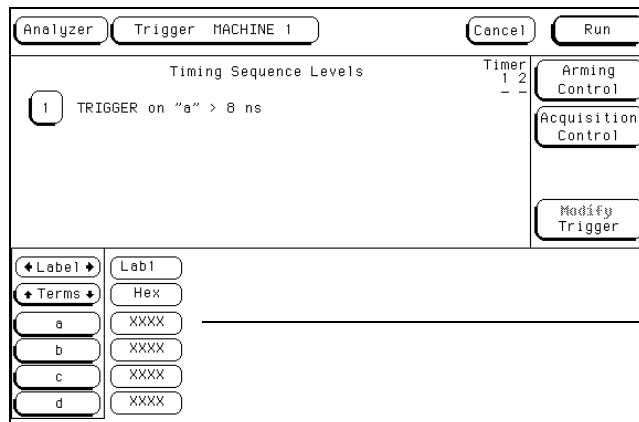 Analyzer Trigger MACHINE 1 Cancel Run
Timing Sequence Levels
Timer
1 2
– –
1 TRIGGER on "a" > 8 ns
Arming
Control
Acquisition
Control
Modify
Trigger
←Label→ Lab1
↑Terms↓ Hex
a XXXX
b XXXX
c XXXX
d XXXX